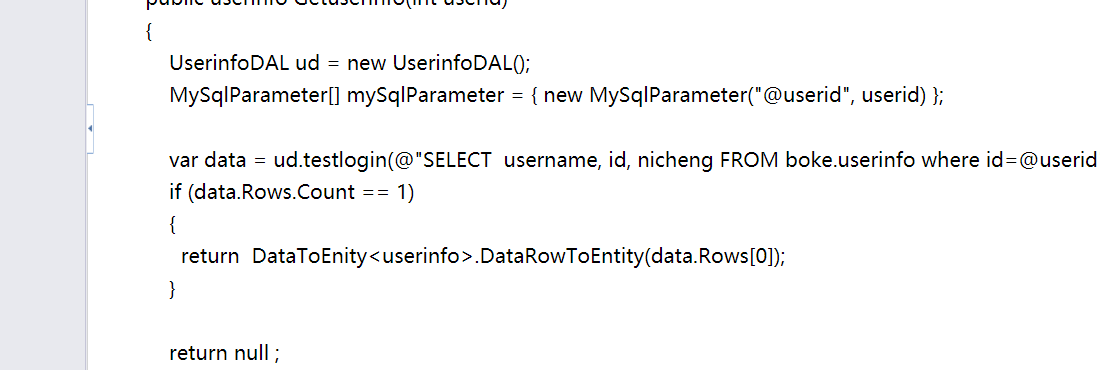 public userinfo Getuserinfo(int userid)
{
UserinfoDAL ud = new UserinfoDAL();
MySqlParameter[] mySqlParameter = { new MySqlParameter("@userid", userid) };
var data = ud.testlogin(@"SELECT  username, id, nicheng FROM boke.userinfo where id=@userid
if (data.Rows.Count == 1)
{
return  DataToEnity<userinfo>.DataRowToEntity(data.Rows[0]);
}
return null ;